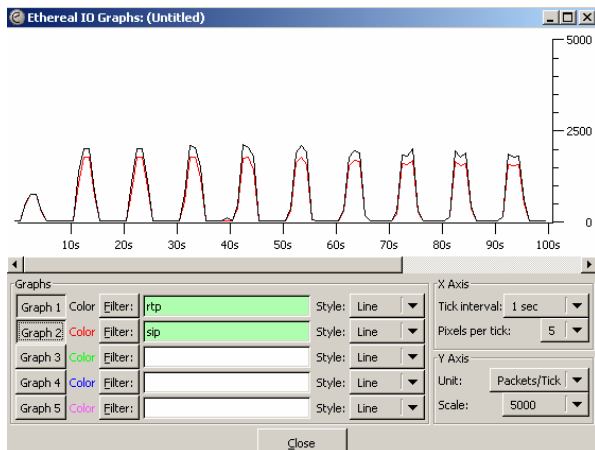 Ethereal IO Graphs: (Untitled)
5000
2500
0
10s 20s 30s 40s 50s 60s 70s 80s 90s 100s
Graphs
Graph 1 Color Filter: rtp Style: Line
Graph 2 Color Filter: sip Style: Line
Graph 3 Color Filter: Style: Line
Graph 4 Color Filter: Style: Line
Graph 5 Color Filter: Style: Line
X Axis
Tick interval: 1 sec
Pixels per tick: 5
Y Axis
Unit: Packets/Tick
Scale: 5000
Close